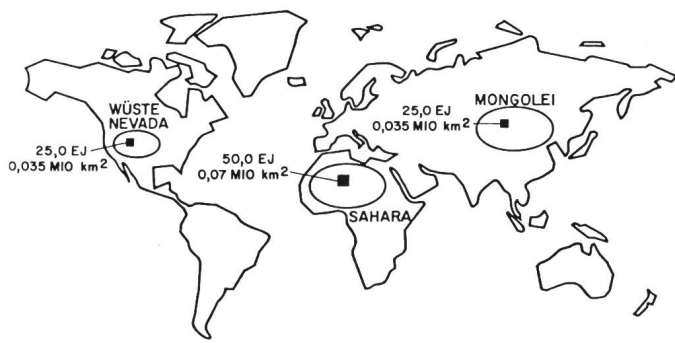 WÜSTE
NEVADA
25,0 EJ
0,035 MIO km²
50,0 EJ
0,07 MIO km²
SAHARA
MONGOLEI
25,0 EJ
0,035 MIO km²